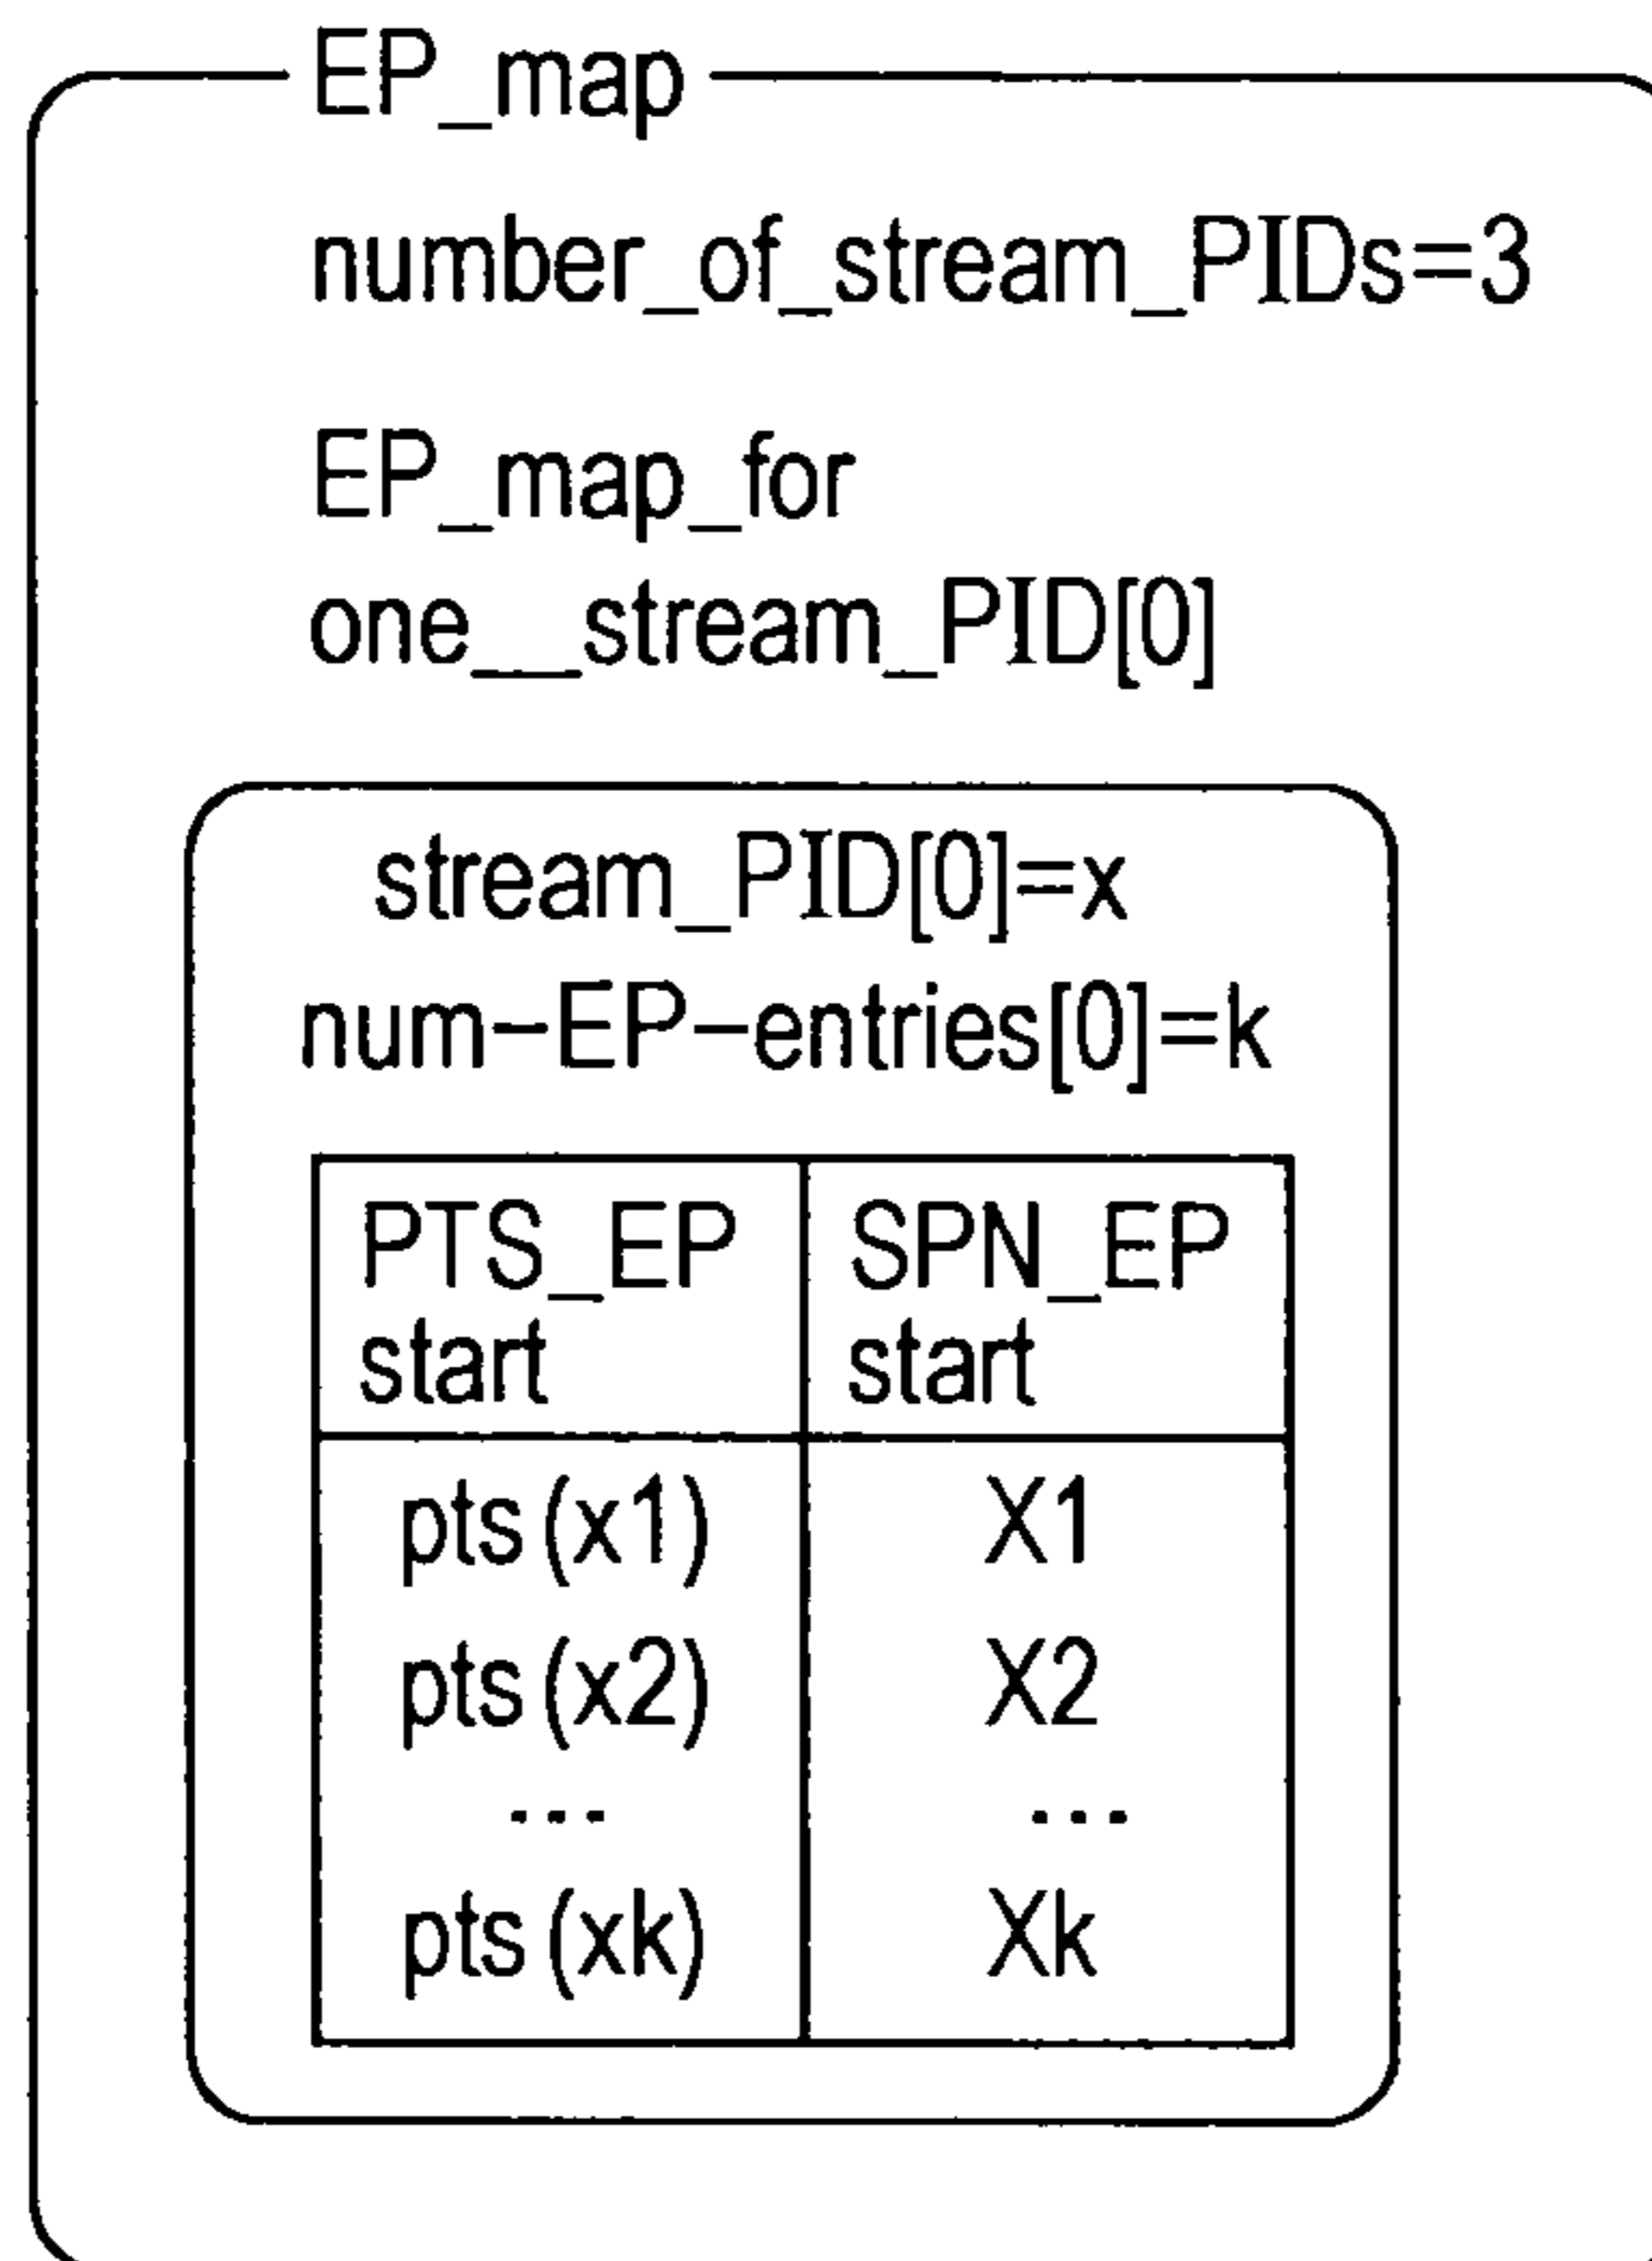 EP_map
number_of_stream_PIDs=3
EP_map_for
one__stream_PID[0]
stream_PID[0]=x
num-EP-entries[0]=k
PTS_EP SPN_EP
start start
pts(x1) X1
pts(x2) X2
... ...
pts(xk) Xk